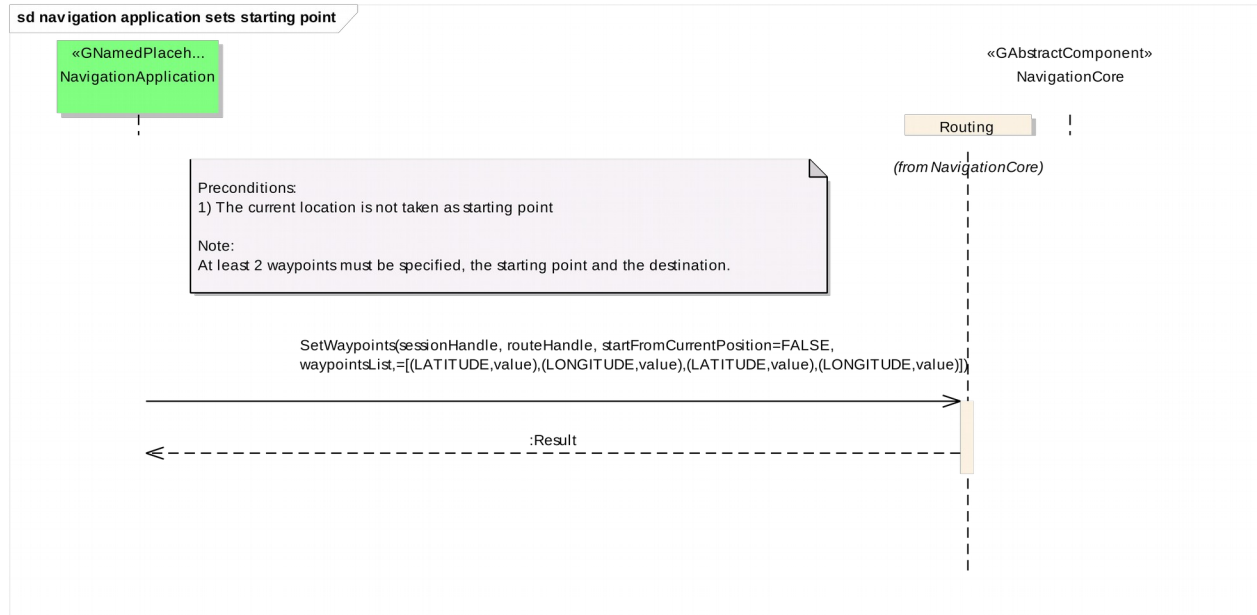 sd navigation application sets starting point
«GNamedPlaceh...
NavigationApplication
«GAbstractComponent»
NavigationCore
Routing
(from NavigationCore)
Preconditions:
1) The current location is not taken as starting point
Note:
At least 2 waypoints must be specified, the starting point and the destination.
SetWaypoints(sessionHandle, routeHandle, startFromCurrentPosition=FALSE,
waypointsList,=[(LATITUDE,value),(LONGITUDE,value),(LATITUDE,value),(LONGITUDE,value)])
:Result